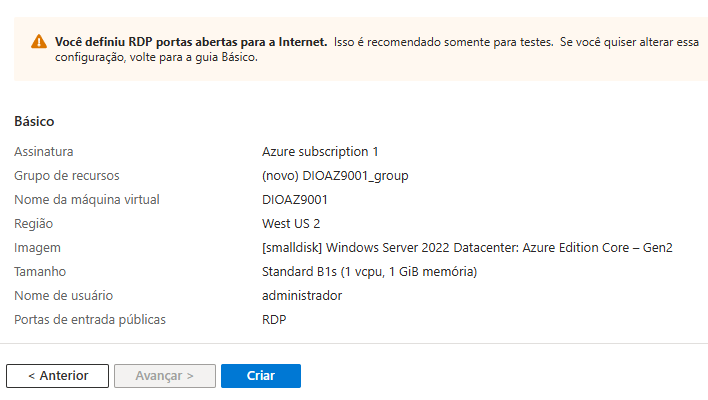 Você definiu RDP portas abertas para a Internet. Isso é recomendado somente para testes. Se você quiser alterar essa
configuração, volte para a guia Básico.
Básico
Assinatura Azure subscription 1
Grupo de recursos (novo) DIOAZ9001_group
Nome da máquina virtual DIOAZ9001
Região West US 2
Imagem [smalldisk] Windows Server 2022 Datacenter: Azure Edition Core – Gen2
Tamanho Standard B1s (1 vcpu, 1 GiB memória)
Nome de usuário administrador
Portas de entrada públicas RDP
< Anterior Avançar > Criar